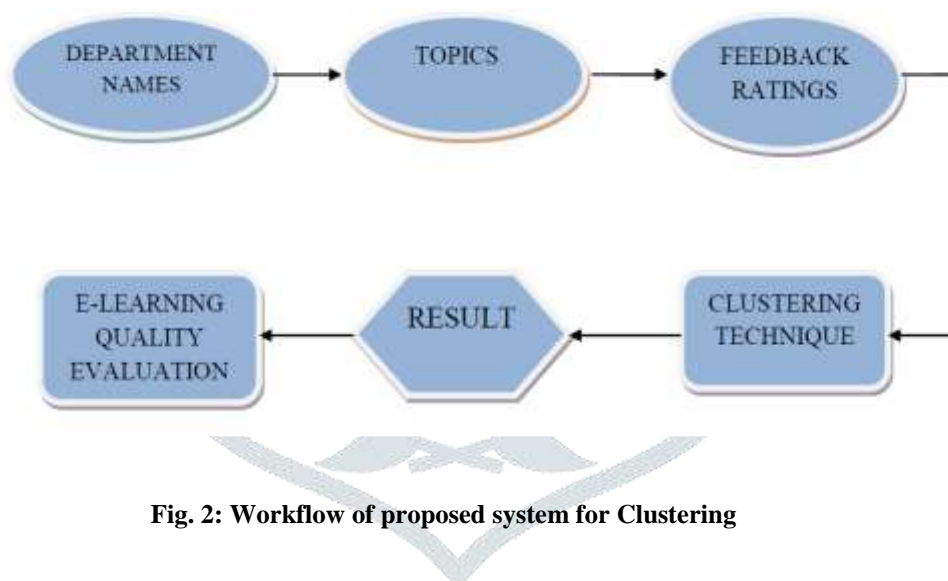 DEPARTMENT
NAMES
TOPICS
FEEDBACK
RATINGS
E-LEARNING
QUALITY
EVALUATION
RESULT
CLUSTERING
TECHNIQUE
Fig. 2: Workflow of proposed system for Clustering